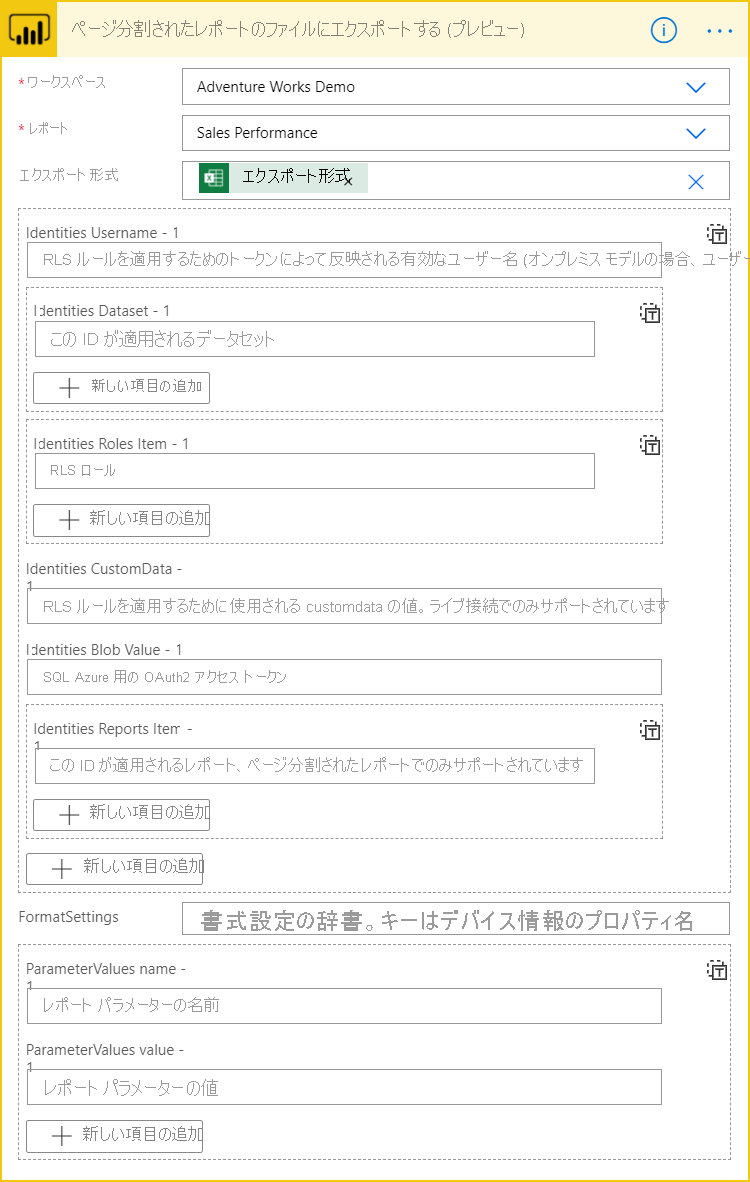 ページ分割されたレポートのファイルにエクスポートする (プレビュー)
*ワークスペース
Adventure Works Demo
*レポート
Sales Performance
エクスポート形式
エクスポート形式x
Identities Username - 1
RLS ルールを適用するためのトークンによって反映される有効なユーザー名 (オンプレミス モデルの場合、ユーザー
Identities Dataset - 1
この ID が適用されるデータセット
新しい項目の追加
Identities Roles Item - 1
RLS ロール
新しい項目の追加
Identities CustomData -
1
RLS ルールを適用するために使用される customdata の値。ライブ接続でのみサポートされています
Identities Blob Value - 1
SQL Azure 用の OAuth2 アクセストークン
Identities Reports Item -
1
この ID が適用されるレポート、ページ分割されたレポートでのみサポートされています
新しい項目の追加
新しい項目の追加
FormatSettings
書式設定の辞書。キーはデバイス情報のプロパティ名
ParameterValues name -
1
レポート パラメーターの名前
ParameterValues value -
1
レポート パラメーターの値
新しい項目の追加